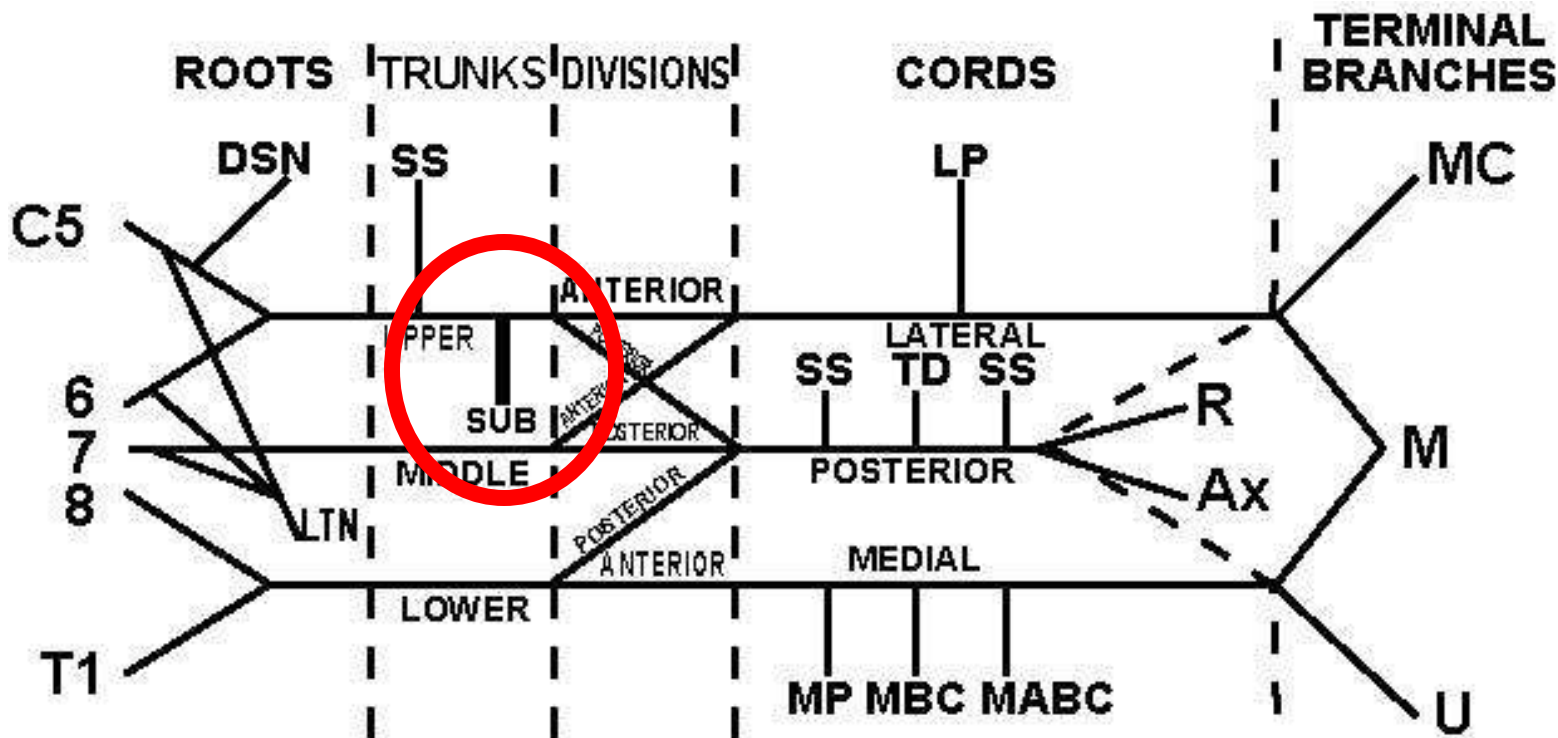 ROOTS
TRUNKS
DIVISIONS
CORDS
TERMINAL
BRANCHES
DSN
SS
LP
MC
C5
ANTERIOR
UPPER
LATERAL
SS TD SS
6
SUB
POSTERIOR
R
7
MIDDLE
POSTERIOR
M
8
Ax
LTN
POSTERIOR
ANTERIOR
MEDIAL
LOWER
T1
MP MBC MABC
U